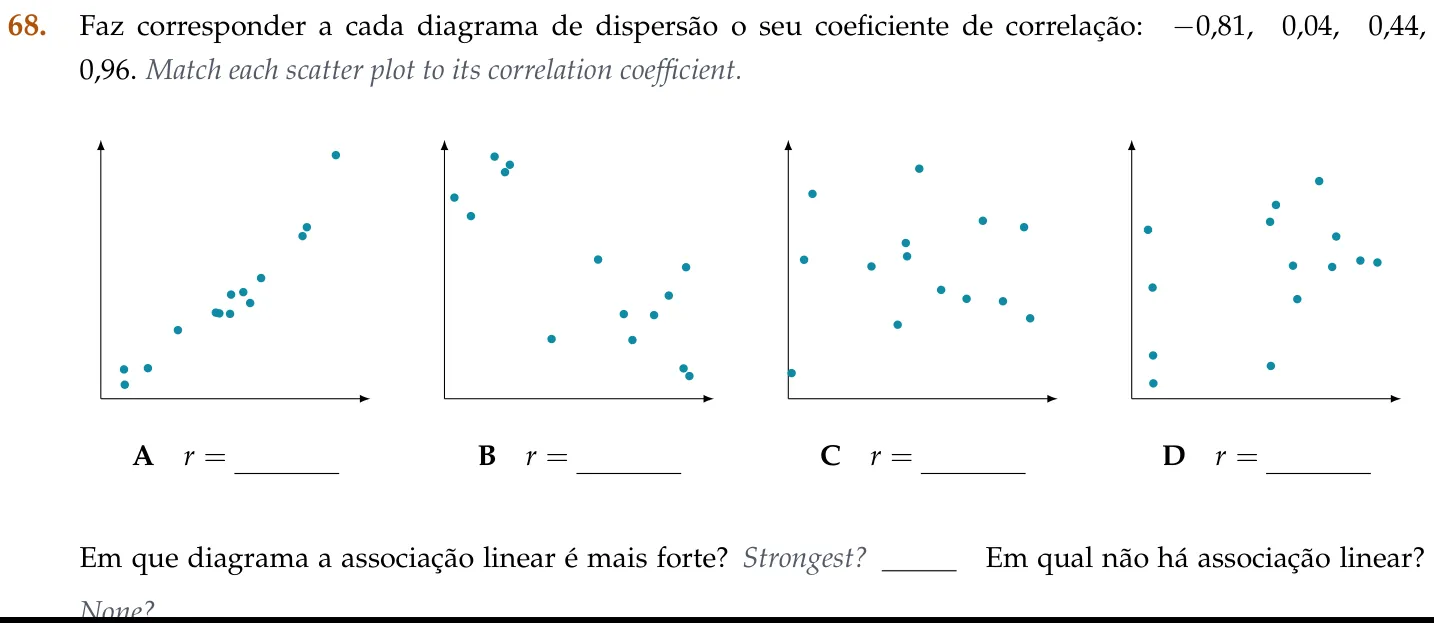 68. Faz corresponder a cada diagrama de dispersão o seu coeficiente de correlação: −0,81, 0,04, 0,44,
0,96. Match each scatter plot to its correlation coefficient.
A r = ______ B r = ______ C r = ______ D r = ______
Em que diagrama a associação linear é mais forte? Strongest? _____ Em qual não há associação linear?
None?